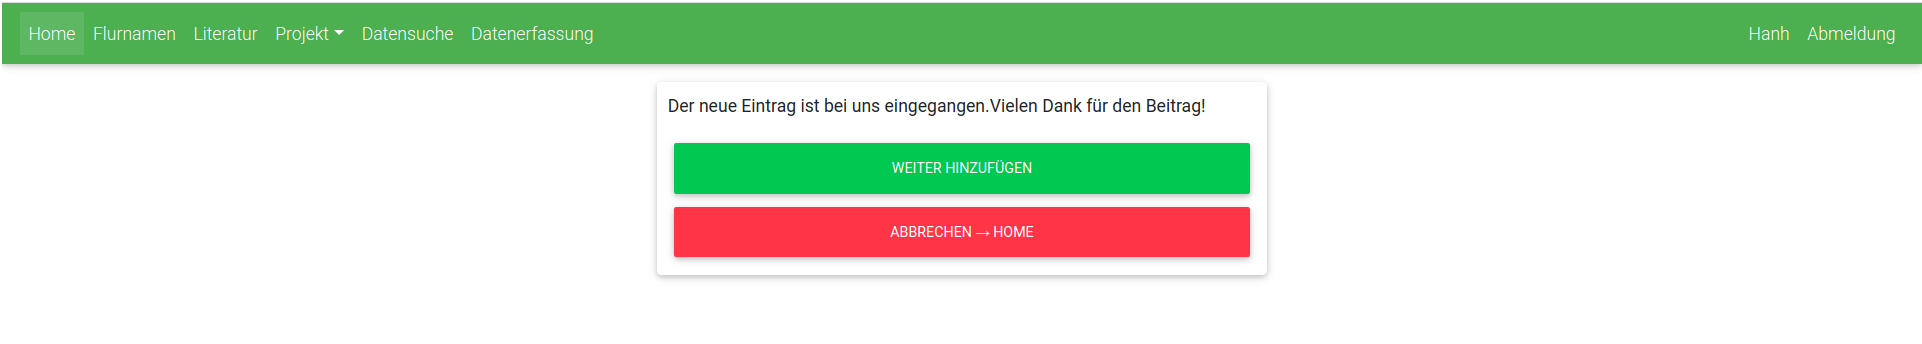 Home Flurnamen Literatur Projekt Datensuche Datenerfassung Hanh Abmeldung
Der neue Eintrag ist bei uns eingegangen.Vielen Dank für den Beitrag!
WEITER HINZUFÜGEN
ABBRECHEN → HOME